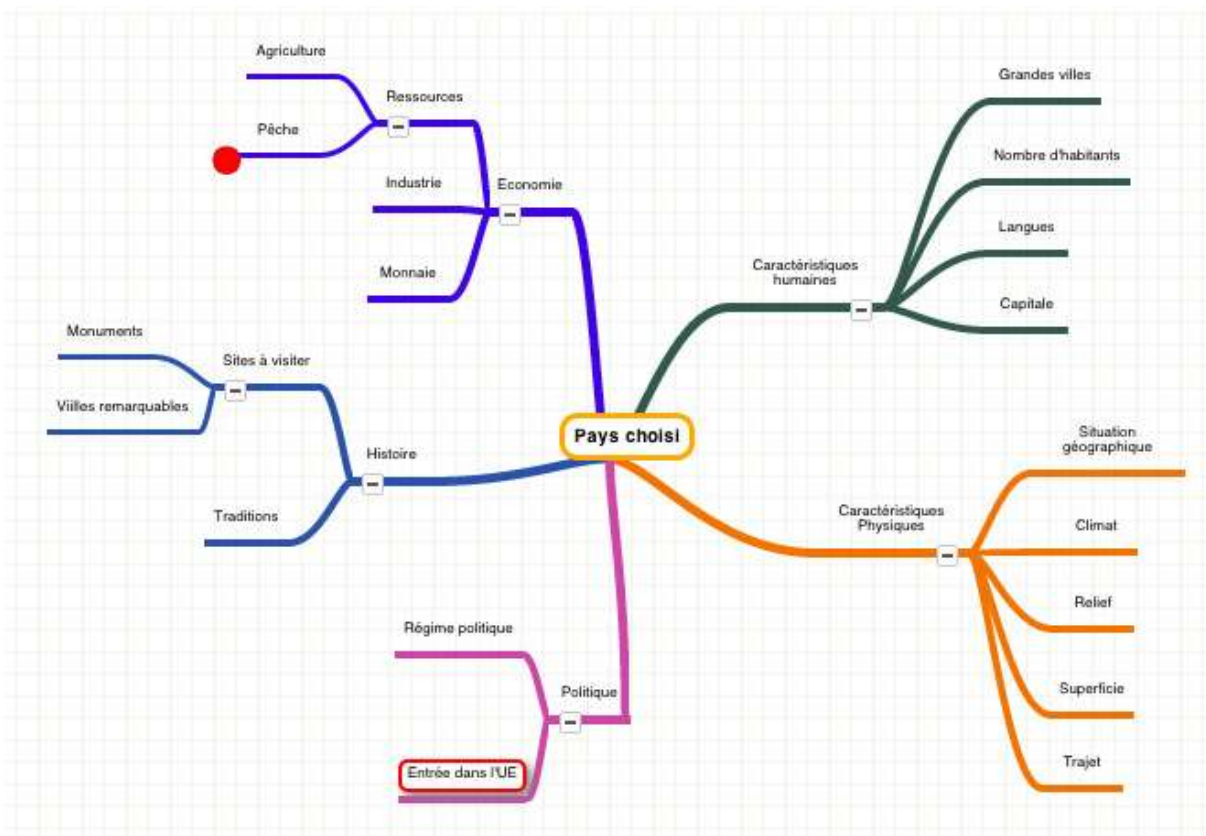 Agriculture
Ressources
Pêche
Industrie
Economie
Monnaie
Monuments
Sites à visiter
Viilles remarquables
Histoire
Traditions
Régime politique
Politique
Entrée dans l'UE
Pays choisi
Grandes villes
Nombre d'habitants
Langues
Caractéristiques
humaines
Capitale
Situation
géographique
Caractéristiques
Physiques
Climat
Relief
Superficie
Trajet